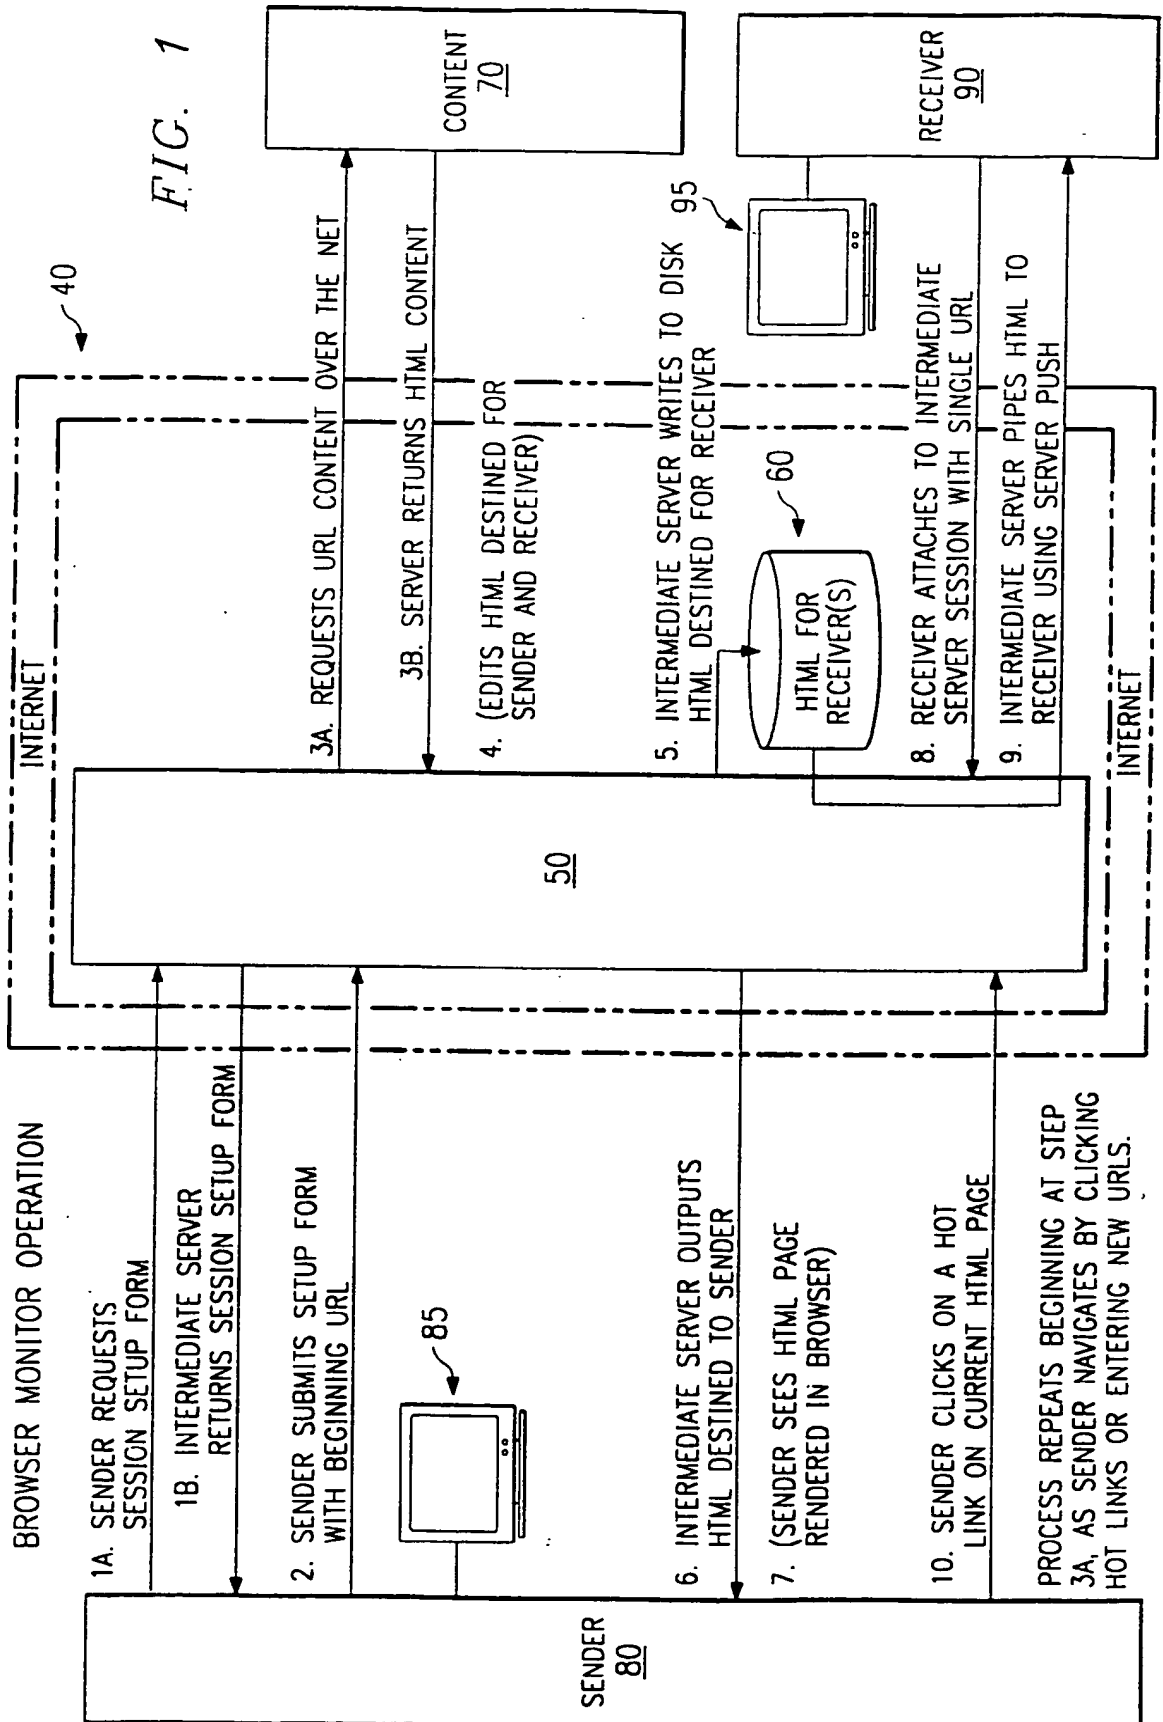 FIG. 1
BROWSER MONITOR OPERATION
40
INTERNET
1A. SENDER REQUESTS
SESSION SETUP FORM
1B. INTERMEDIATE SERVER
RETURNS SESSION SETUP FORM
2. SENDER SUBMITS SETUP FORM
WITH BEGINNING URL
85
6. INTERMEDIATE SERVER OUTPUTS
HTML DESTINED TO SENDER
7. (SENDER SEES HTML PAGE
RENDERED IN BROWSER)
10. SENDER CLICKS ON A HOT
LINK ON CURRENT HTML PAGE
PROCESS REPEATS BEGINNING AT STEP
3A, AS SENDER NAVIGATES BY CLICKING
HOT LINKS OR ENTERING NEW URLS.
SENDER
80
50
3A. REQUESTS URL CONTENT OVER THE NET
3B. SERVER RETURNS HTML CONTENT
4. (EDITS HTML DESTINED FOR
SENDER AND RECEIVER)
5. INTERMEDIATE SERVER WRITES TO DISK
HTML DESTINED FOR RECEIVER
60
HTML FOR
RECEIVER(S)
8. RECEIVER ATTACHES TO INTERMEDIATE
SERVER SESSION WITH SINGLE URL
9. INTERMEDIATE SERVER PIPES HTML TO
RECEIVER USING SERVER PUSH
INTERNET
CONTENT
70
95
RECEIVER
90